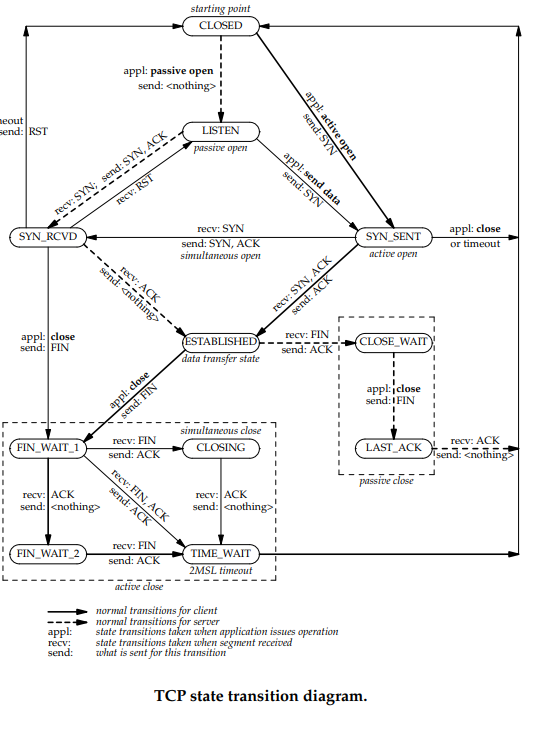 starting point
CLOSED
appl: passive open
send: <nothing>
appl: active open
send: SYN
timeout
send: RST
LISTEN
passive open
recv: SYN; send: SYN, ACK
recv: RST
appl: send data
send: SYN
SYN_RCVD
recv: SYN
send: SYN, ACK
simultaneous open
SYN_SENT
active open
appl: close
or timeout
recv: ACK
send: <nothing>
recv: SYN, ACK
send: ACK
appl: close
send: FIN
ESTABLISHED
data transfer state
recv: FIN
send: ACK
CLOSE_WAIT
appl: close
send: FIN
appl: close
send: FIN
simultaneous close
FIN_WAIT_1
recv: FIN
send: ACK
CLOSING
LAST_ACK
recv: ACK
send: <nothing>
passive close
recv: ACK
send: <nothing>
recv: FIN, ACK
send: ACK
recv: ACK
send: <nothing>
FIN_WAIT_2
recv: FIN
send: ACK
TIME_WAIT
2MSL timeout
active close
normal transitions for client
normal transitions for server
appl: state transitions taken when application issues operation
recv: state transitions taken when segment received
send: what is sent for this transition
TCP state transition diagram.